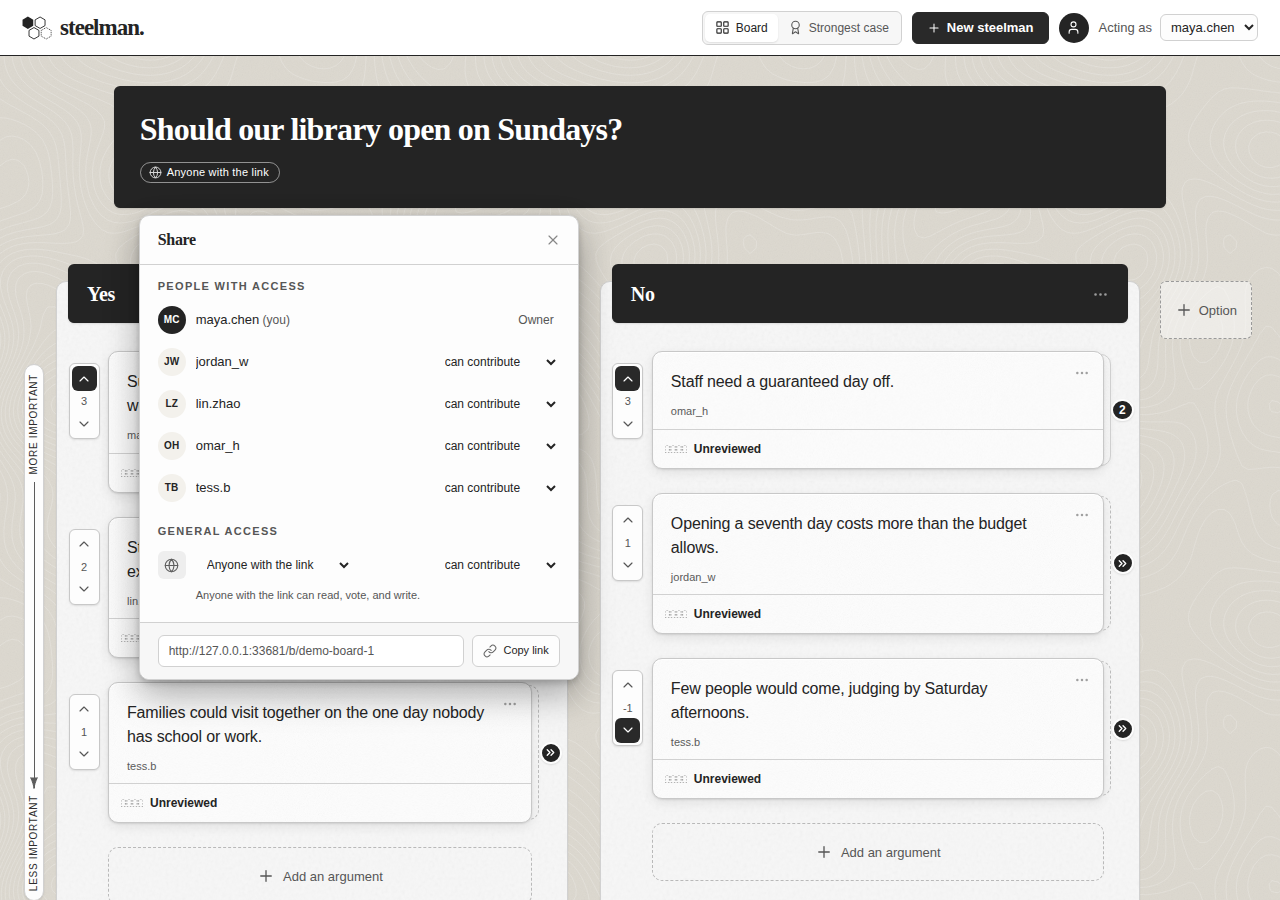 steelman.
Board
Strongest case
New steelman
Acting as
maya.chen
Should our library open on Sundays?
Anyone with the link
Share
PEOPLE WITH ACCESS
MC
maya.chen (you)
Owner
JW
jordan_w
can contribute
LZ
lin.zhao
can contribute
OH
omar_h
can contribute
TB
tess.b
can contribute
GENERAL ACCESS
Anyone with the link
can contribute
Anyone with the link can read, vote, and write.
http://127.0.0.1:33681/b/demo-board-1
Copy link
MORE IMPORTANT
LESS IMPORTANT
Yes
3
2
1
Families could visit together on the one day nobody
has school or work.
tess.b
Unreviewed
Add an argument
No
3
Staff need a guaranteed day off.
omar_h
Unreviewed
2
1
Opening a seventh day costs more than the budget
allows.
jordan_w
Unreviewed
-1
Few people would come, judging by Saturday
afternoons.
tess.b
Unreviewed
Add an argument
Option